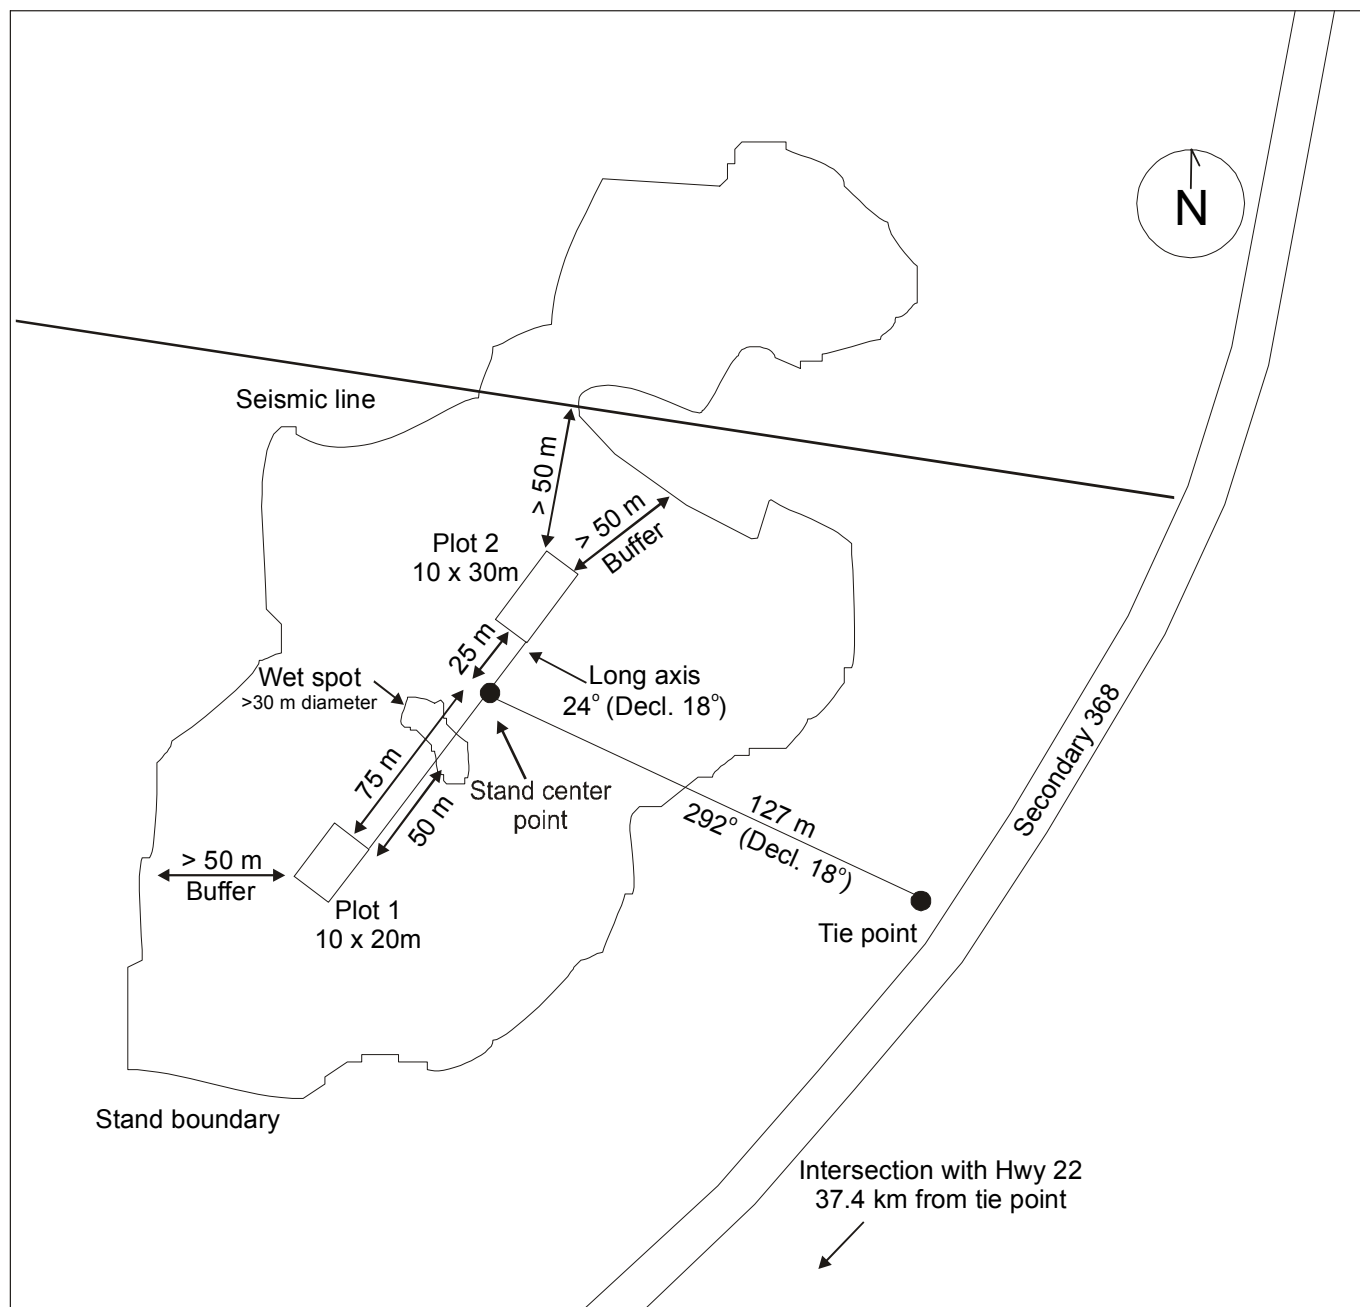 N
Seismic line
> 50 m
> 50 m
Buffer
Plot 2
10 x 30m
25 m
Long axis
24° (Decl. 18°)
Wet spot
>30 m diameter
75 m
50 m
Stand center
point
127 m
292° (Decl. 18°)
Secondary 368
> 50 m
Buffer
Plot 1
10 x 20m
Tie point
Stand boundary
Intersection with Hwy 22
37.4 km from tie point